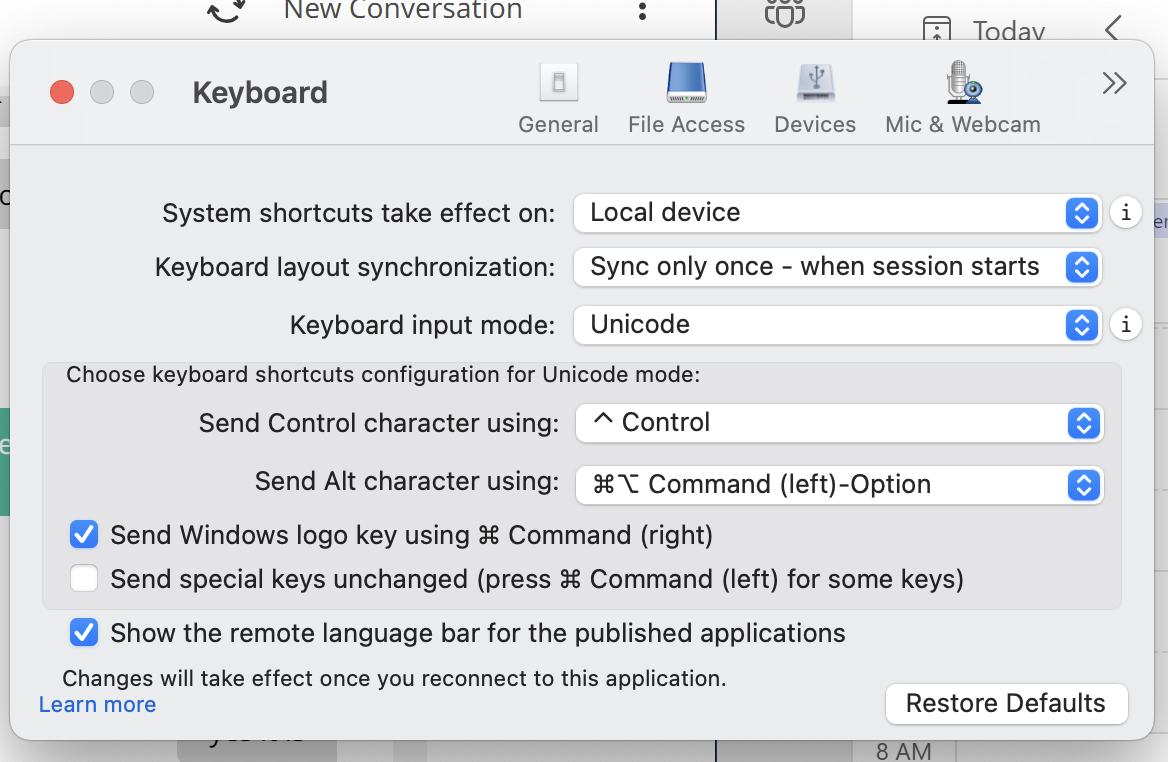 New Conversation
Today
Keyboard
General
File Access
Devices
Mic & Webcam
System shortcuts take effect on:
Local device
Keyboard layout synchronization:
Sync only once - when session starts
Keyboard input mode:
Unicode
Choose keyboard shortcuts configuration for Unicode mode:
Send Control character using:
^ Control
Send Alt character using:
⌘⌥ Command (left)-Option
Send Windows logo key using ⌘ Command (right)
Send special keys unchanged (press ⌘ Command (left) for some keys)
Show the remote language bar for the published applications
Changes will take effect once you reconnect to this application.
Learn more
Restore Defaults
8 AM